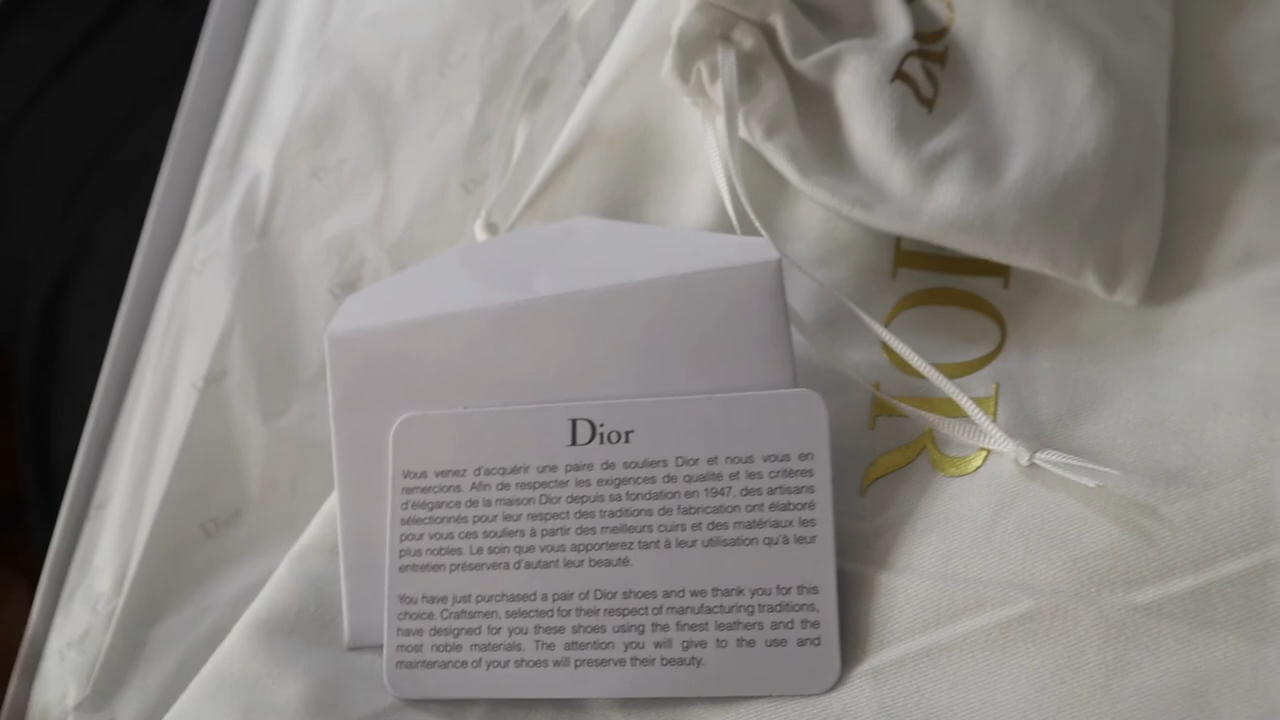 Dior
Vous venez d'acquérir une paire de souliers Dior et nous vous en
remercions. Afin de respecter les exigences de qualité et les critères
d'élégance de la maison Dior depuis sa fondation en 1947, des artisans
sélectionnés pour leur respect des traditions de fabrication ont élaboré
pour vous ces souliers à partir des meilleurs cuirs et des matériaux les
plus nobles. Le soin que vous apporterez tant à leur utilisation qu'à leur
entretien préservera d'autant leur beauté.
You have just purchased a pair of Dior shoes and we thank you for this
choice. Craftsmen, selected for their respect of manufacturing traditions,
have designed for you these shoes using the finest leathers and the
most noble materials. The attention you will give to the use and
maintenance of your shoes will preserve their beauty.
IOR
Dior